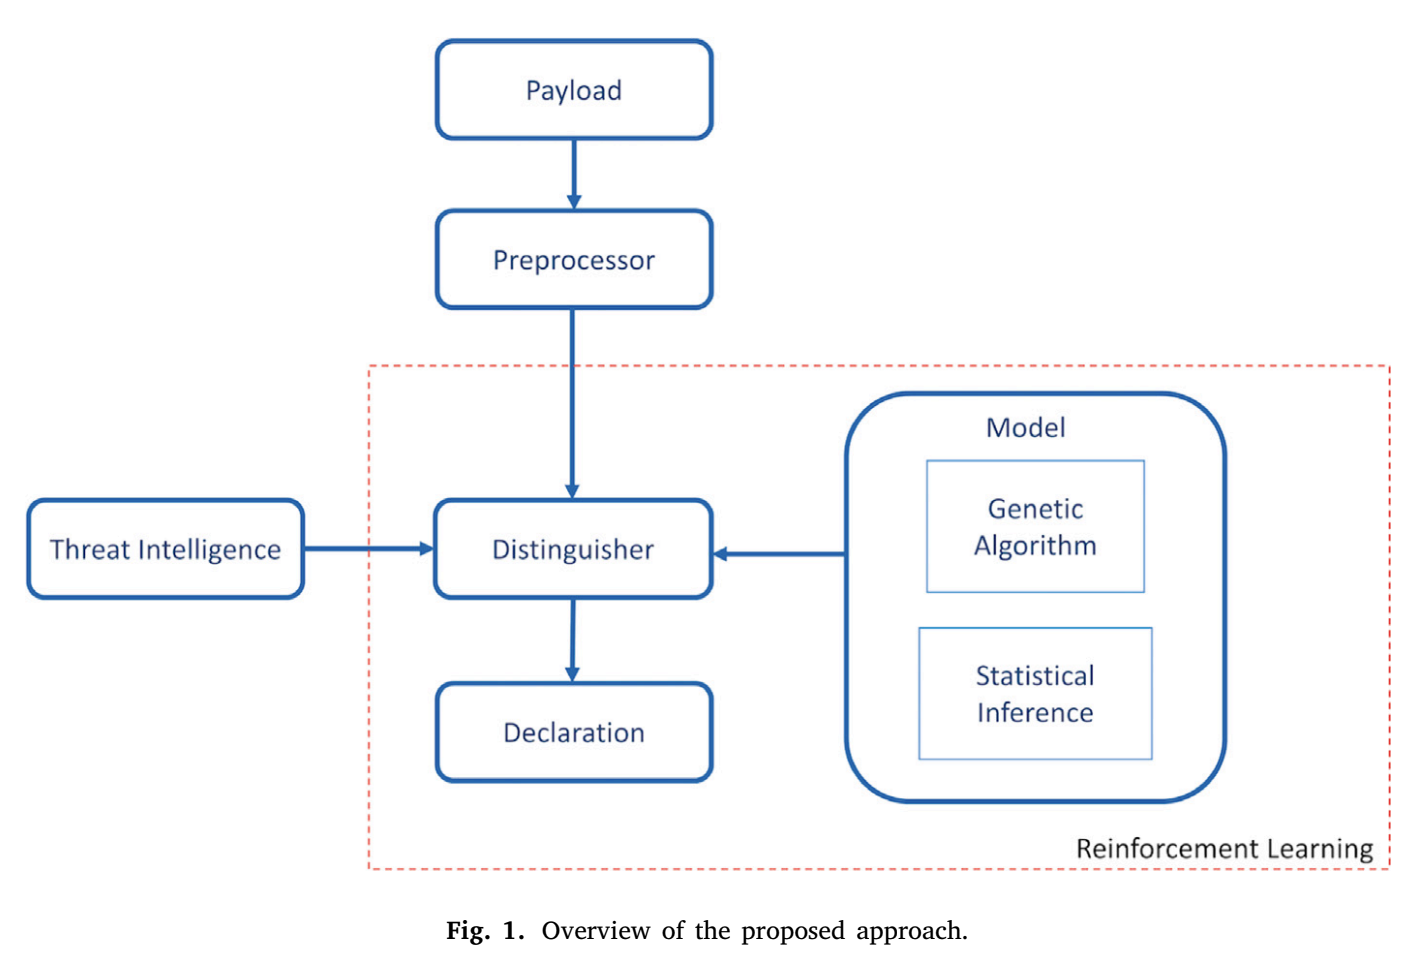 Payload
Preprocessor
Model
Genetic
Algorithm
Threat Intelligence
Distinguisher
Statistical
Inference
Declaration
Reinforcement Learning
Fig. 1. Overview of the proposed approach.